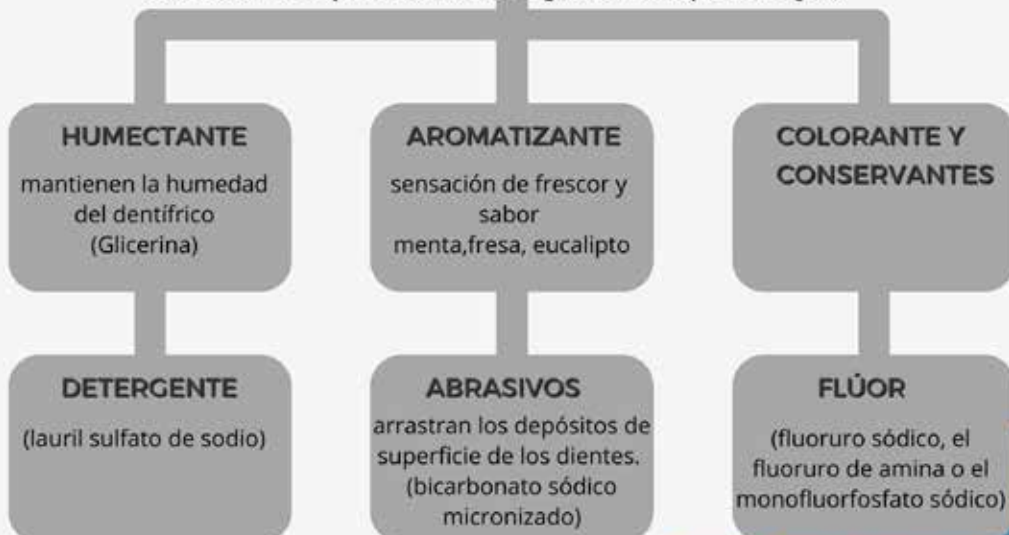 HUMECTANTE
mantienen la humedad
del dentífrico
(Glicerina)
AROMATIZANTE
sensación de frescor y
sabor
menta,fresa, eucalipto
COLORANTE Y
CONSERVANTES
DETERGENTE
(lauril sulfato de sodio)
ABRASIVOS
arrastran los depósitos de
superficie de los dientes.
(bicarbonato sódico
micronizado)
FLÚOR
(fluoruro sódico, el
fluoruro de amina o el
monofluorfosfato sódico)